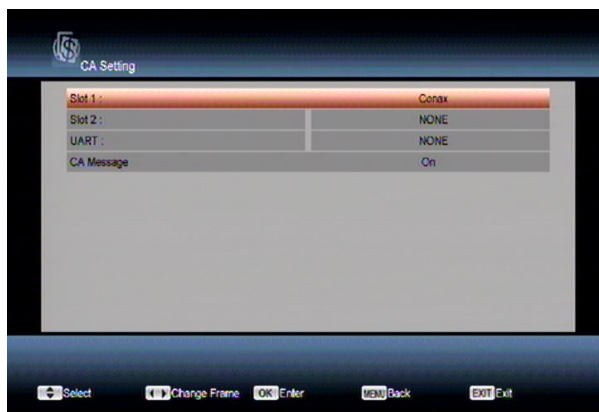 CA Setting
Slot 1 : Conax
Slot 2 : NONE
UART : NONE
CA Message On
Select Change Frame OK Enter MENU Back EXIT Exit